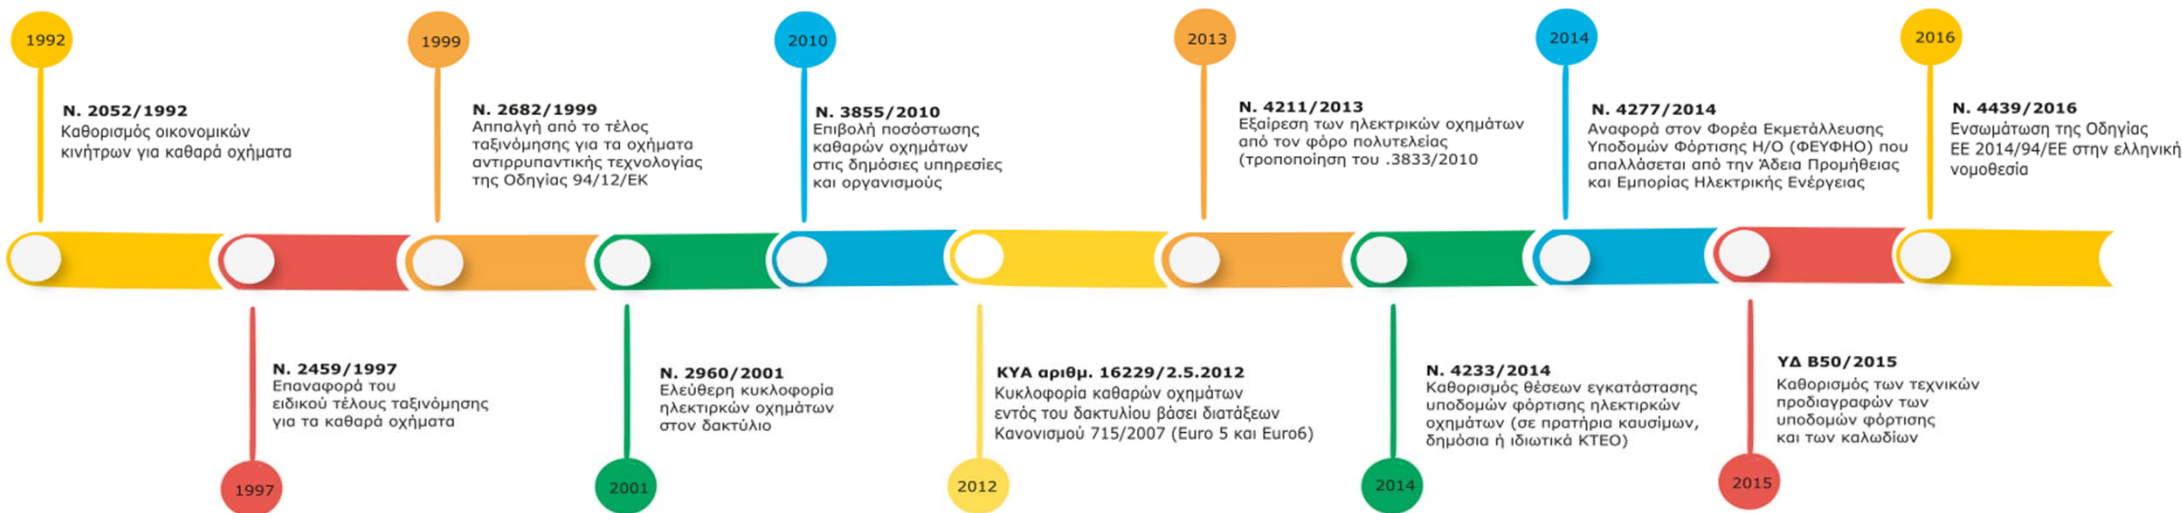 1992
Ν. 2052/1992
Καθορισμός οικονομικών
κινήτρων για καθαρά οχήματα
Ν. 2459/1997
Επαναφορά του
ειδικού τέλους ταξινόμησης
για τα καθαρά οχήματα
1997
1999
Ν. 2682/1999
Αππαλγή από το τέλος
ταξινόμησης για τα οχήματα
αντιρρυπαντικής τεχνολογίας
της Οδηγίας 94/12/ΕΚ
Ν. 2960/2001
Ελεύθερη κυκλοφορία
ηλεκτιρκών οχημάτων
στον δακτύλιο
2001
2010
Ν. 3855/2010
Επιβολή ποσόστωσης
καθαρών οχημάτων
στις δημόσιες υπηρεσίες
και οργανισμούς
ΚΥΑ αριθμ. 16229/2.5.2012
Κυκλοφορία καθαρών οχημάτων
εντός του δακτυλίου βάσει διατάξεων
Κανονισμού 715/2007 (Euro 5 και Euro6)
2012
2013
Ν. 4211/2013
Εξαίρεση των ηλεκτρικών οχημάτων
από τον φόρο πολυτελείας
(τροποποίηση του .3833/2010
Ν. 4233/2014
Καθορισμός θέσεων εγκατάστασης
υποδομών φόρτισης ηλεκτιρκών
οχημάτων (σε πρατήρια καυσίμων,
δημόσια ή ιδιωτικά ΚΤΕΟ)
2014
2014
Ν. 4277/2014
Αναφορά στον Φορέα Εκμετάλλευσης
Υποδομών Φόρτισης Η/Ο (ΦΕΥΦΗΟ) που
απαλλάσεται από την Άδεια Προμήθειας
και Εμπορίας Ηλεκτρικής Ενέργειας
ΥΔ Β50/2015
Καθορισμός των τεχνικών
προδιαγραφών των
υποδομών φόρτισης
και των καλωδίων
2015
2016
Ν. 4439/2016
Ενσωμάτωση της Οδηγίας
ΕΕ 2014/94/ΕΕ στην ελληνική
νομοθεσία